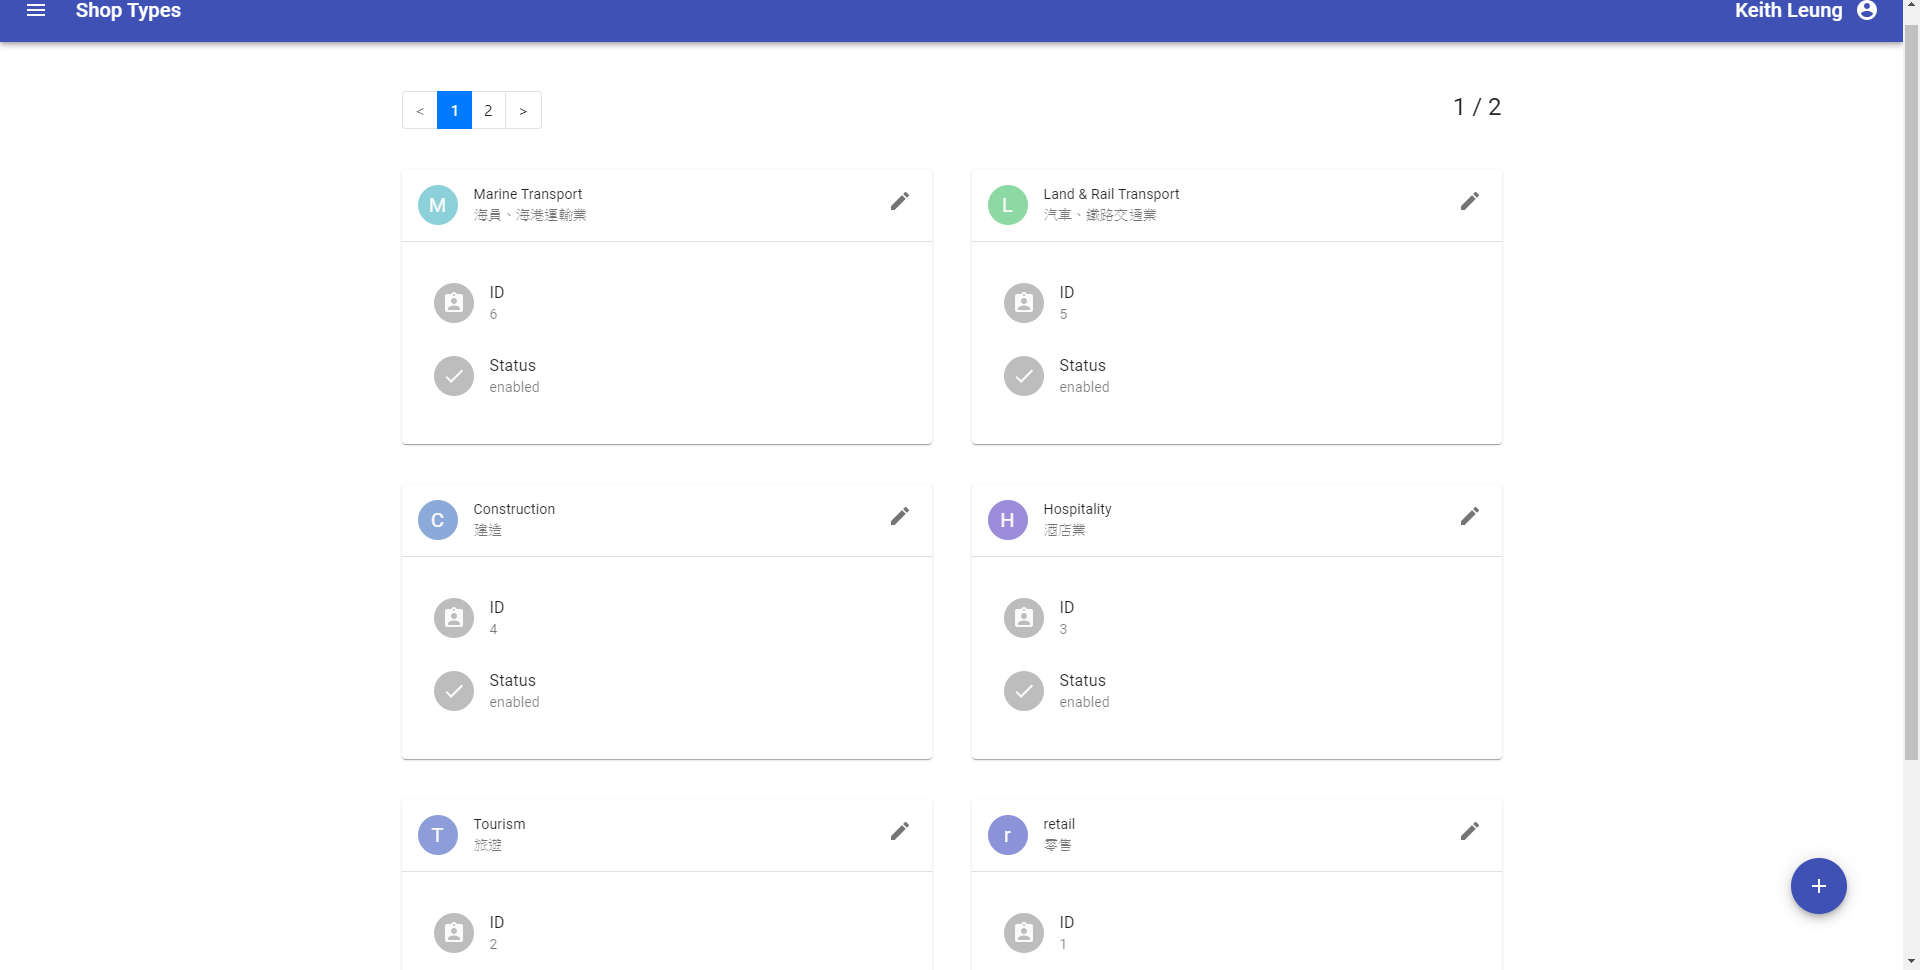 Shop Types
Keith Leung
< 1 2 >
1 / 2
M
Marine Transport
海員、海港運輸業
ID
6
Status
enabled
L
Land & Rail Transport
汽車、鐵路交通業
ID
5
Status
enabled
C
Construction
建造
ID
4
Status
enabled
H
Hospitality
酒店業
ID
3
Status
enabled
T
Tourism
旅遊
ID
2
r
retail
零售
ID
1
+